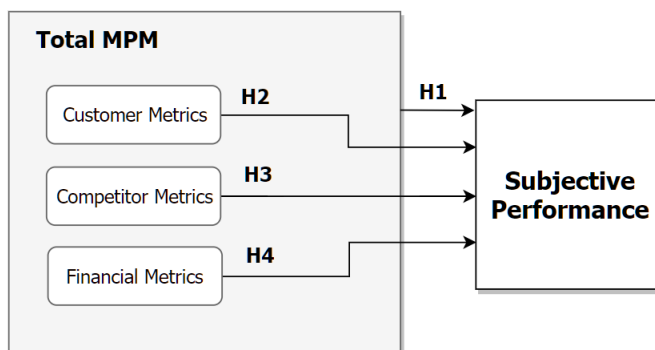 Total MPM
H1
Customer Metrics
H2
Competitor Metrics
H3
Financial Metrics
H4
Subjective
Performance